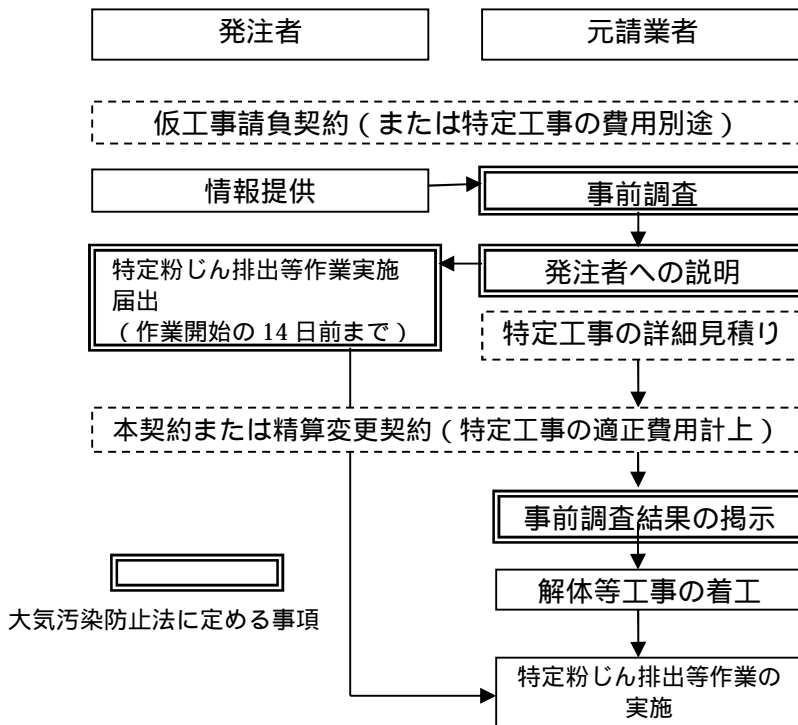 発注者
元請業者
仮工事請負契約（または特定工事の費用別途）
情報提供
事前調査
特定粉じん排出等作業実施
届出
（作業開始の 14 日前まで）
発注者への説明
特定工事の詳細見積り
本契約または精算変更契約（特定工事の適正費用計上）
事前調査結果の掲示
解体等工事の着工
大気汚染防止法に定める事項
特定粉じん排出等作業の
実施